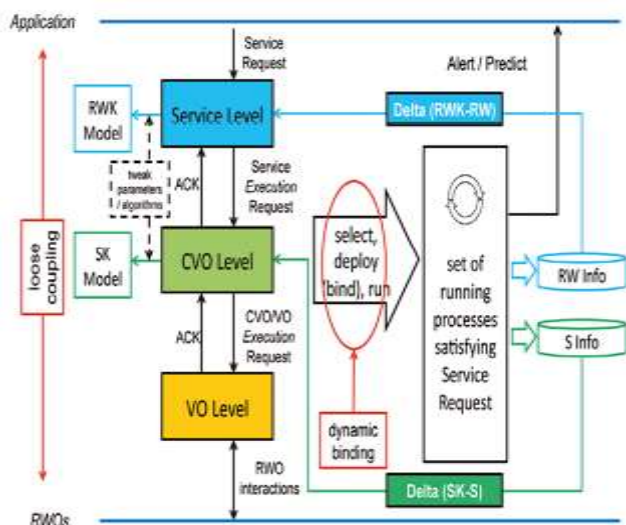 Application
Service
Request
Alert / Predict
RWK
Model
Service Level
Delta (RWK-RW)
tweak
parameters
/ algorithms
ACK
Service
Execution
Request
loose
coupling
SK
Model
CVO Level
select,
deploy
(bind), run
set of
running
processes
satisfying
Service
Request
RW Info
S Info
ACK
CVO/VO
Execution
Request
VO Level
dynamic
binding
RWO
interactions
Delta (SK-S)
RWOs